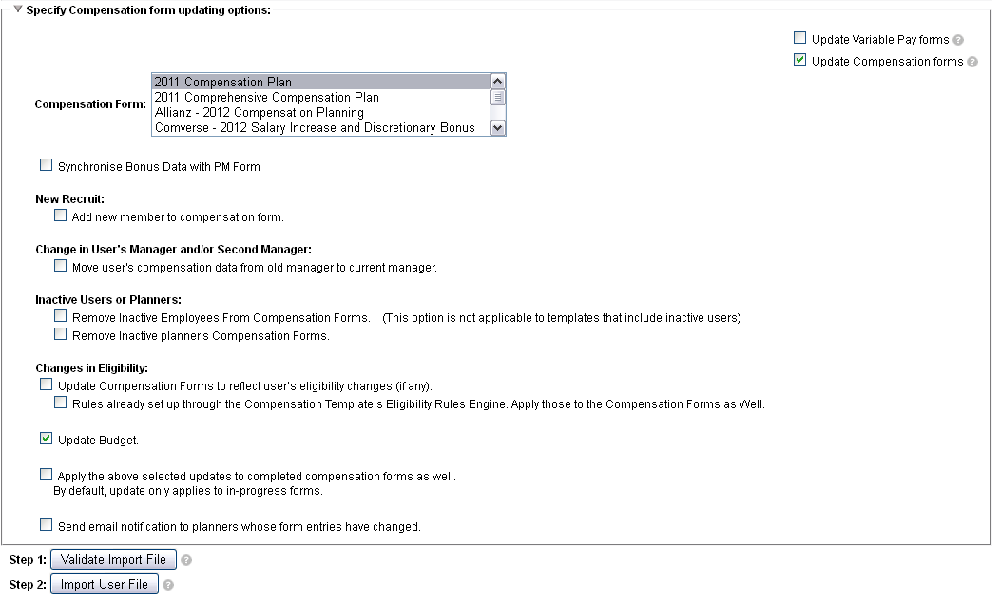 Specify Compensation form updating options:
Update Variable Pay forms ?
Update Compensation forms ?
Compensation Form:
2011 Compensation Plan
2011 Comprehensive Compensation Plan
Allianz - 2012 Compensation Planning
Comverse - 2012 Salary Increase and Discretionary Bonus
Synchronise Bonus Data with PM Form
New Recruit:
Add new member to compensation form.
Change in User's Manager and/or Second Manager:
Move user's compensation data from old manager to current manager.
Inactive Users or Planners:
Remove Inactive Employees From Compensation Forms. (This option is not applicable to templates that include inactive users)
Remove Inactive planner's Compensation Forms.
Changes in Eligibility:
Update Compensation Forms to reflect user's eligibility changes (if any).
Rules already set up through the Compensation Template's Eligibility Rules Engine. Apply those to the Compensation Forms as Well.
Update Budget.
Apply the above selected updates to completed compensation forms as well.
By default, update only applies to in-progress forms.
Send email notification to planners whose form entries have changed.
Step 1: Validate Import File ?
Step 2: Import User File ?